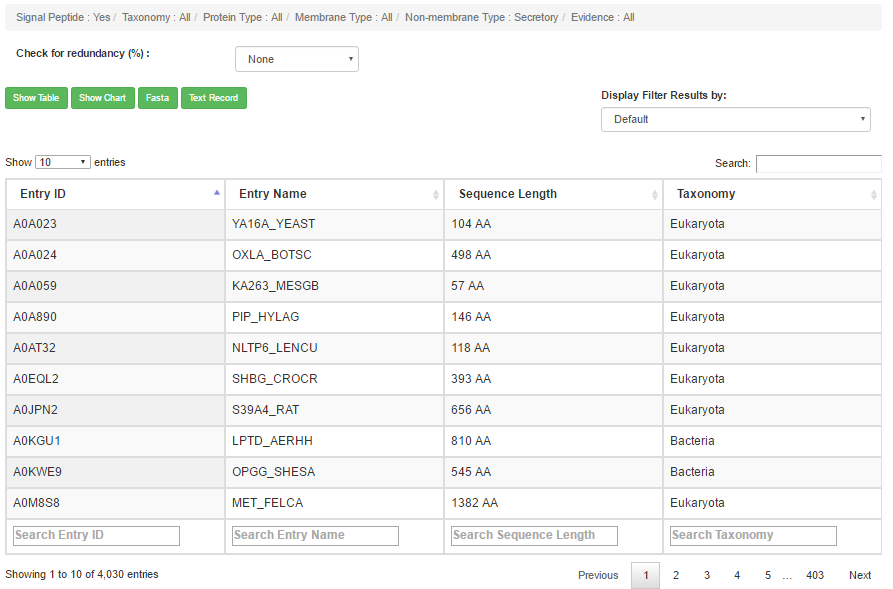 Signal Peptide : Yes / Taxonomy : All / Protein Type : All / Membrane Type : All / Non-membrane Type : Secretory / Evidence : All
Check for redundancy (%) :
None
Show Table Show Chart Fasta Text Record
Display Filter Results by:
Default
Show 10 entries
Search:
Entry ID Entry Name Sequence Length Taxonomy
A0A023 YA16A_YEAST 104 AA Eukaryota
A0A024 OXLA_BOTSC 498 AA Eukaryota
A0A059 KA263_MESGB 57 AA Eukaryota
A0A890 PIP_HYLAG 146 AA Eukaryota
A0AT32 NLTP6_LENCU 118 AA Eukaryota
A0EQL2 SHBG_CROCR 393 AA Eukaryota
A0JPN2 S39A4_RAT 656 AA Eukaryota
A0KGU1 LPTD_AERHH 810 AA Bacteria
A0KWE9 OPGG_SHESA 545 AA Bacteria
A0M8S8 MET_FELCA 1382 AA Eukaryota
Search Entry ID Search Entry Name Search Sequence Length Search Taxonomy
Showing 1 to 10 of 4,030 entries
Previous 1 2 3 4 5 ... 403 Next